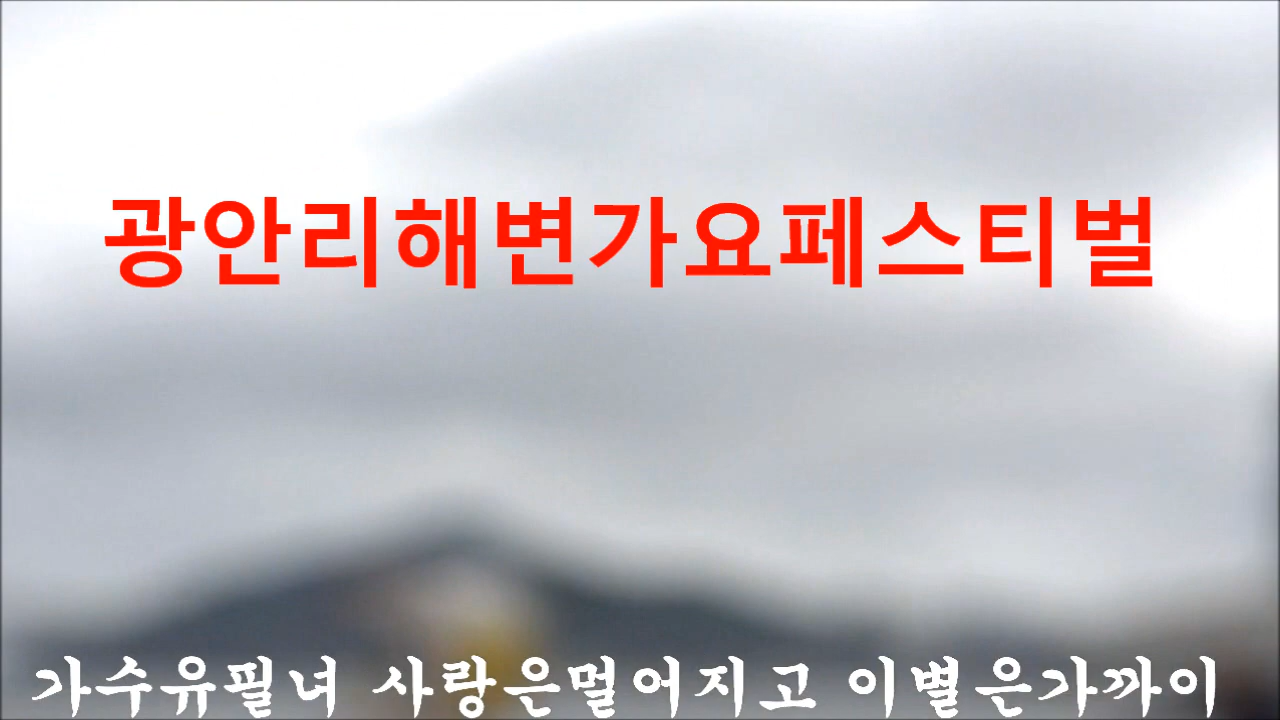 광안리해변가요페스티벌
가수유필녀 사랑은멀어지고 이별은가까이